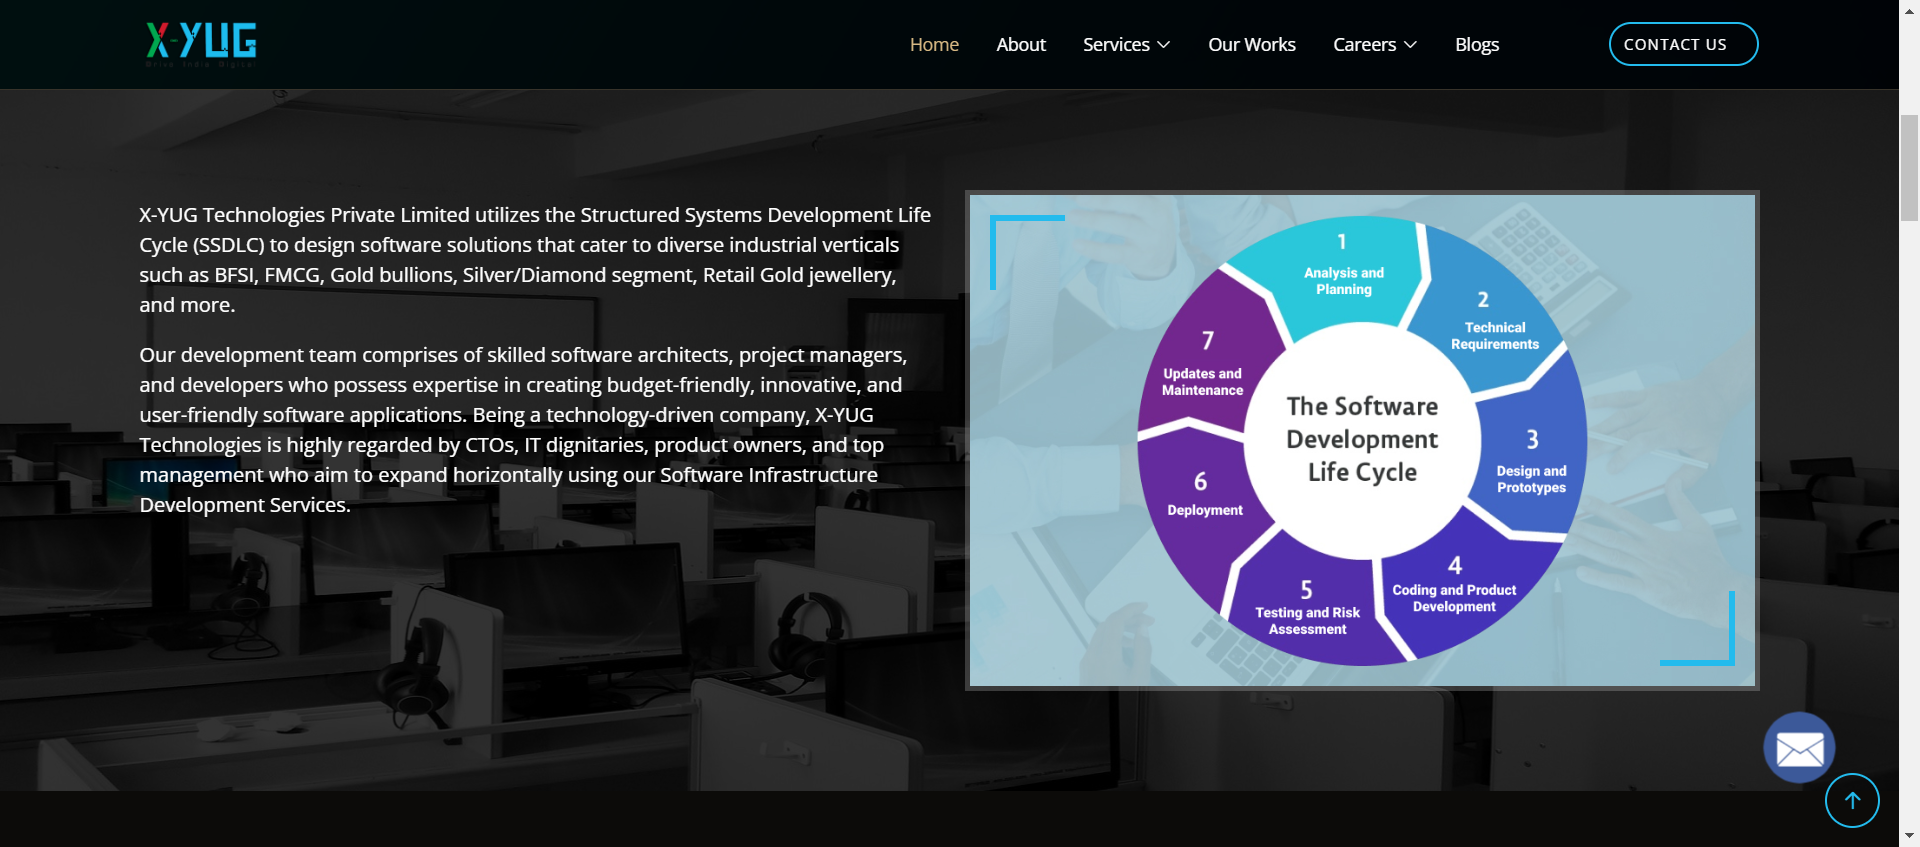 X-YUG
Home
About
Services
Our Works
Careers
Blogs
CONTACT US
X-YUG Technologies Private Limited utilizes the Structured Systems Development Life
Cycle (SSDLC) to design software solutions that cater to diverse industrial verticals
such as BFSI, FMCG, Gold bullions, Silver/Diamond segment, Retail Gold jewellery,
and more.
Our development team comprises of skilled software architects, project managers,
and developers who possess expertise in creating budget-friendly, innovative, and
user-friendly software applications. Being a technology-driven company, X-YUG
Technologies is highly regarded by CTOs, IT dignitaries, product owners, and top
management who aim to expand horizontally using our Software Infrastructure
Development Services.
The Software
Development
Life Cycle
1
Analysis and
Planning
2
Technical
Requirements
3
Design and
Prototypes
4
Coding and Product
Development
5
Testing and Risk
Assessment
6
Deployment
7
Updates and
Maintenance